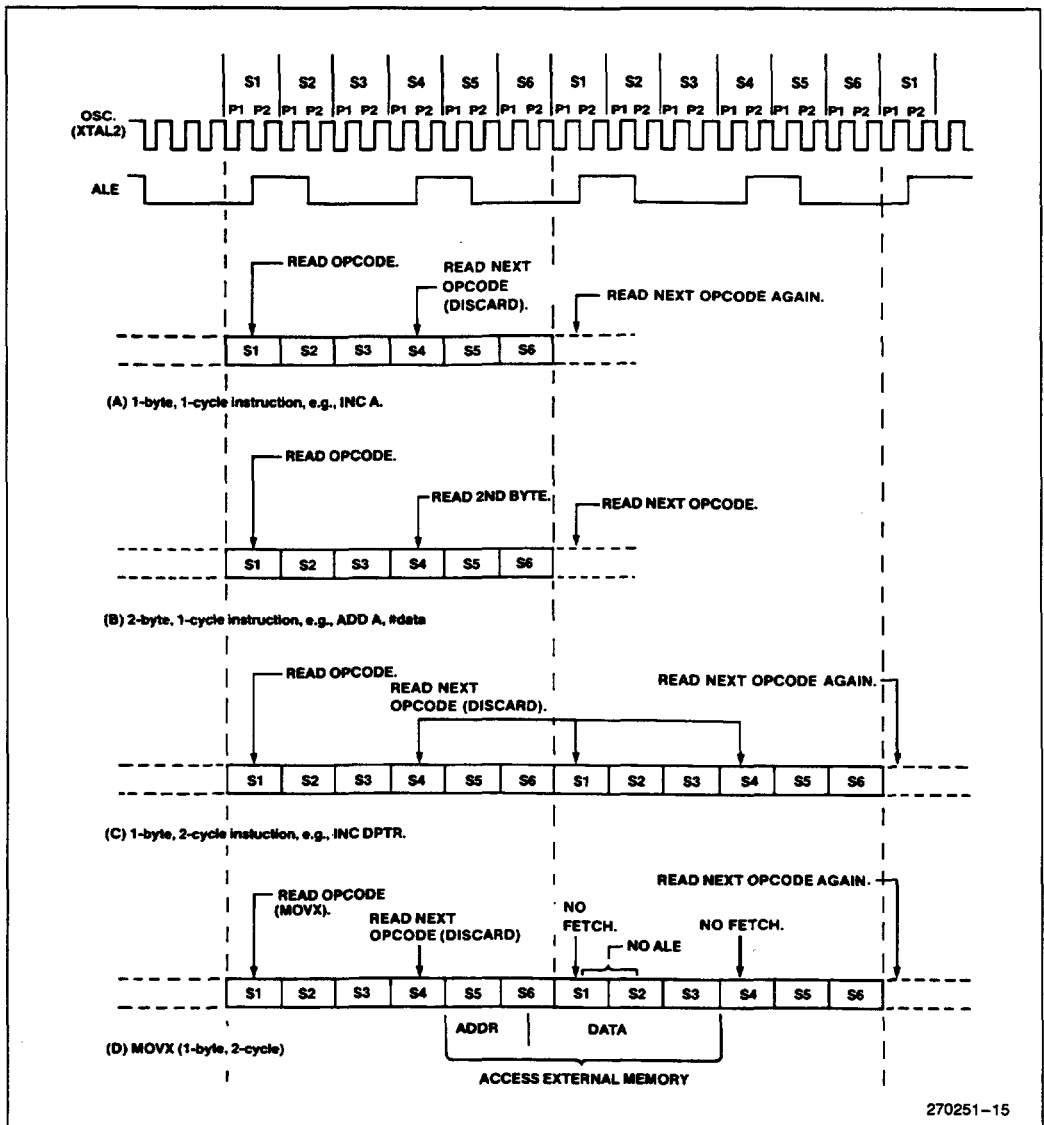 S1 S2 S3 S4 S5 S6 S1 S2 S3 S4 S5 S6 S1
P1 P2 P1 P2 P1 P2 P1 P2 P1 P2 P1 P2 P1 P2 P1 P2 P1 P2 P1 P2 P1 P2 P1 P2 P1 P2
OSC.
(XTAL2)
ALE
READ OPCODE.
READ NEXT
OPCODE
(DISCARD).
READ NEXT OPCODE AGAIN.
S1 S2 S3 S4 S5 S6
(A) 1-byte, 1-cycle instruction, e.g., INC A.
READ OPCODE.
READ 2ND BYTE.
READ NEXT OPCODE.
S1 S2 S3 S4 S5 S6
(B) 2-byte, 1-cycle instruction, e.g., ADD A, #data
READ OPCODE.
READ NEXT
OPCODE (DISCARD).
READ NEXT OPCODE AGAIN.
S1 S2 S3 S4 S5 S6 S1 S2 S3 S4 S5 S6
(C) 1-byte, 2-cycle instuction, e.g., INC DPTR.
READ OPCODE
(MOVX).
READ NEXT
OPCODE (DISCARD)
NO
FETCH.
NO ALE
NO FETCH.
READ NEXT OPCODE AGAIN.
S1 S2 S3 S4 S5 S6 S1 S2 S3 S4 S5 S6
ADDR DATA
(D) MOVX (1-byte, 2-cycle)
ACCESS EXTERNAL MEMORY
270251-15